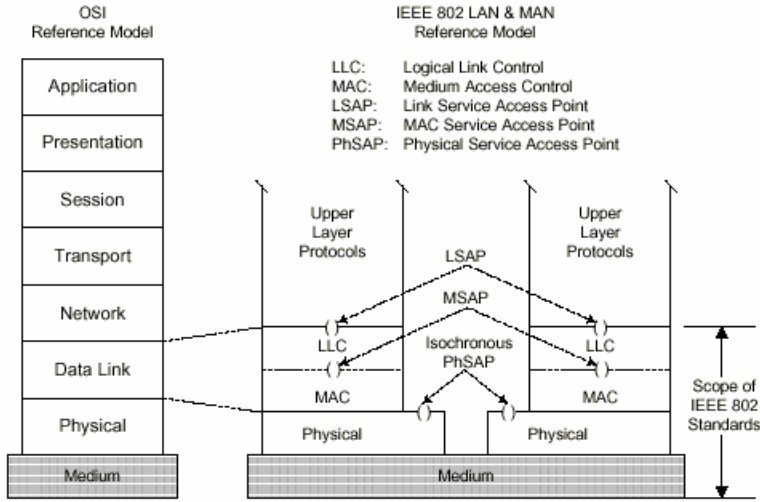 OSI
Reference Model
Application
Presentation
Session
Transport
Network
Data Link
Physical
Medium
IEEE 802 LAN & MAN
Reference Model
LLC: Logical Link Control
MAC: Medium Access Control
LSAP: Link Service Access Point
MSAP: MAC Service Access Point
PhSAP: Physical Service Access Point
Upper
Layer
Protocols
LSAP
MSAP
Isochronous
PhSAP
Upper
Layer
Protocols
LLC
MAC
Physical
LLC
MAC
Physical
Medium
Scope of
IEEE 802
Standards